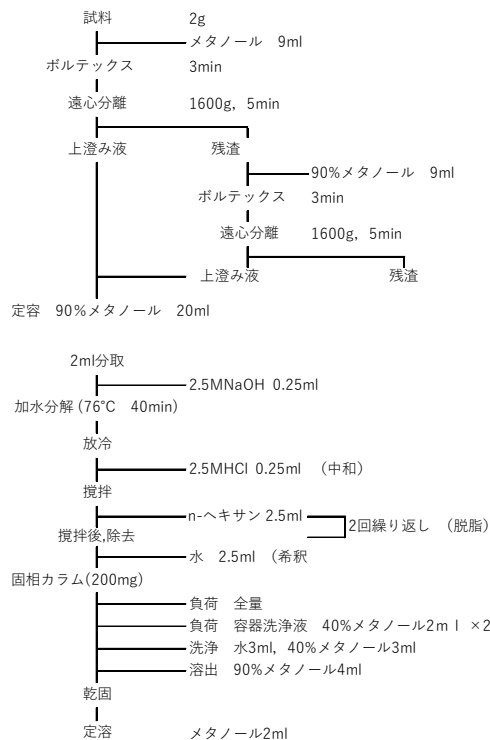 試料 2g
メタノール 9ml
ボルテックス 3min
遠心分離 1600g, 5min
上澄み液 残渣
90%メタノール 9ml
ボルテックス 3min
遠心分離 1600g, 5min
上澄み液 残渣
定容 90%メタノール 20ml
2ml分取
2.5MNaOH 0.25ml
加水分解 (76℃ 40min)
放冷
2.5MHCl 0.25ml (中和)
撹拌
n-ヘキサン 2.5ml
2回繰り返し (脱脂)
撹拌後,除去
水 2.5ml (希釈
固相カラム(200mg)
負荷 全量
負荷 容器洗浄液 40%メタノール2ml ×2
洗浄 水3ml, 40%メタノール3ml
溶出 90%メタノール4ml
乾固
定溶 メタノール2ml